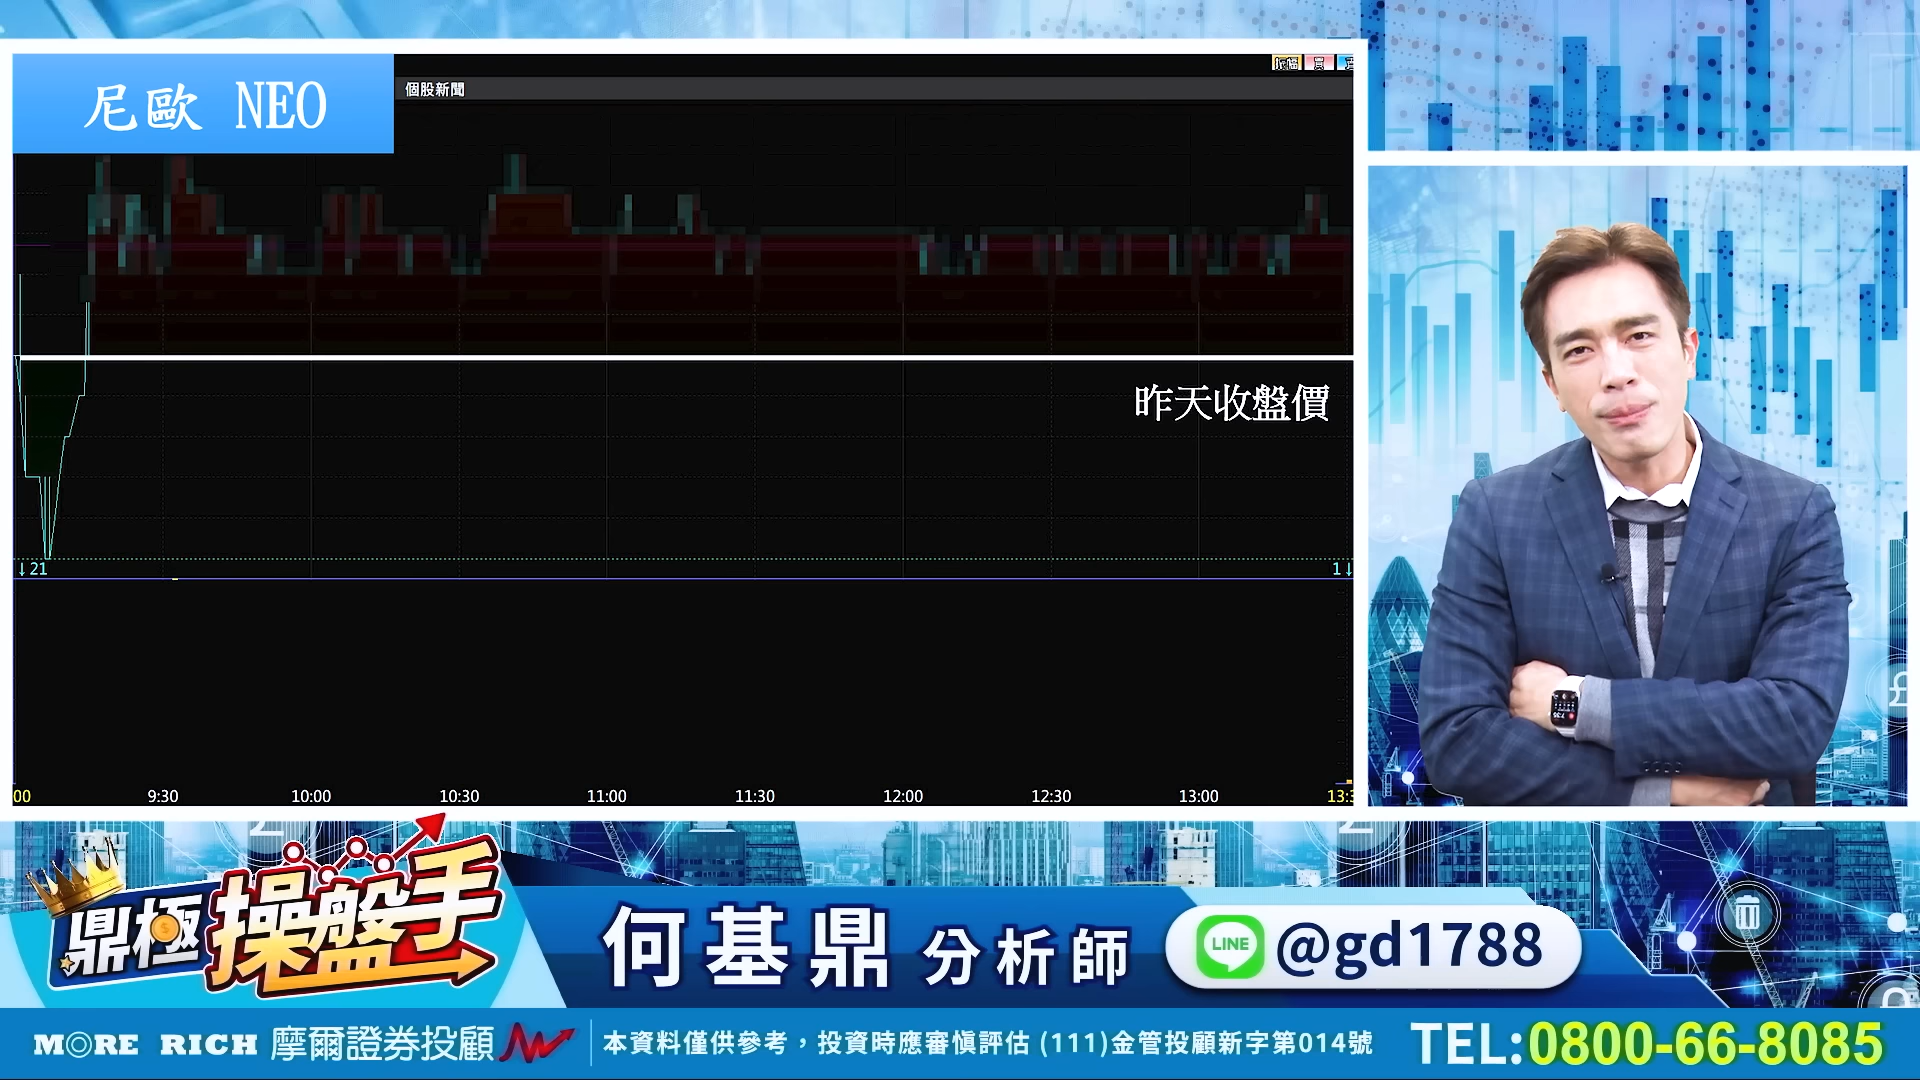 尼歐 NEO
個股新聞
昨天收盤價
↓21
1↓
00 9:30 10:00 10:30 11:00 11:30 12:00 12:30 13:00 13:3
鼎極操盤手
何基鼎 分析師
LINE @gd1788
MORE RICH 摩爾證券投顧
本資料僅供參考，投資時應審慎評估 (111)金管投顧新字第014號
TEL:0800-66-8085